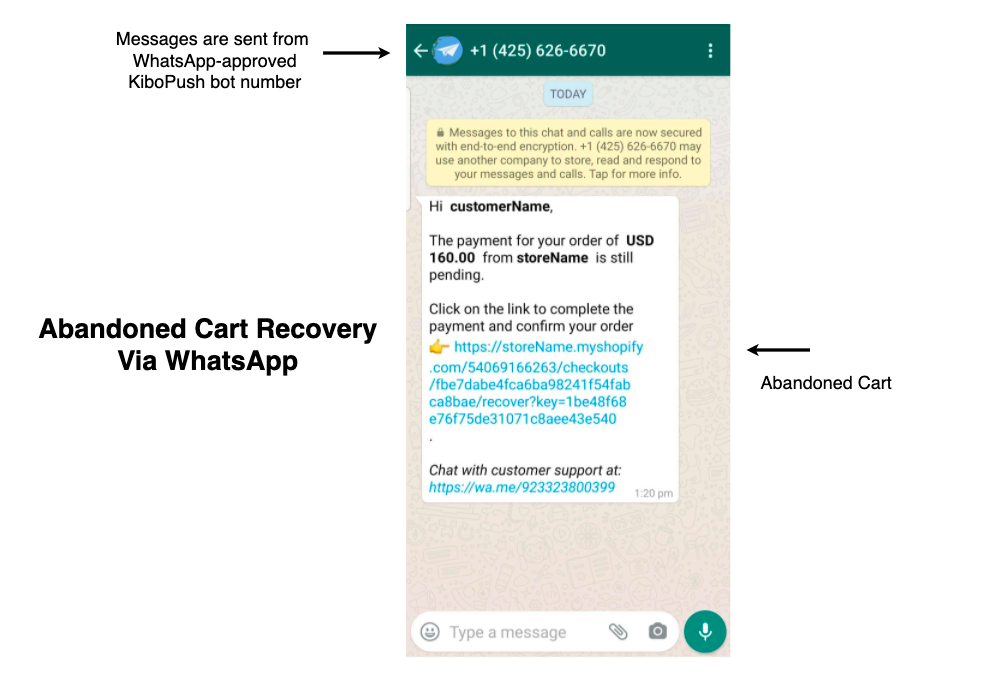 Messages are sent from
WhatsApp-approved
KiboPush bot number
+1 (425) 626-6670
TODAY
Messages to this chat and calls are now secured
with end-to-end encryption. +1 (425) 626-6670 may
use another company to store, read and respond to
your messages and calls. Tap for more info.
Hi customerName,
The payment for your order of USD
160.00 from storeName is still
pending.
Click on the link to complete the
payment and confirm your order
👉 https://storeName.myshopify
.com/54069166263/checkouts
/fbe7dabe4fca6ba98241f54fab
ca8bae/recover?key=1be48f68
e76f75de31071c8aee43e540
.
Chat with customer support at:
https://wa.me/923323800399
1:20 pm
Abandoned Cart Recovery
Via WhatsApp
Abandoned Cart
Type a message